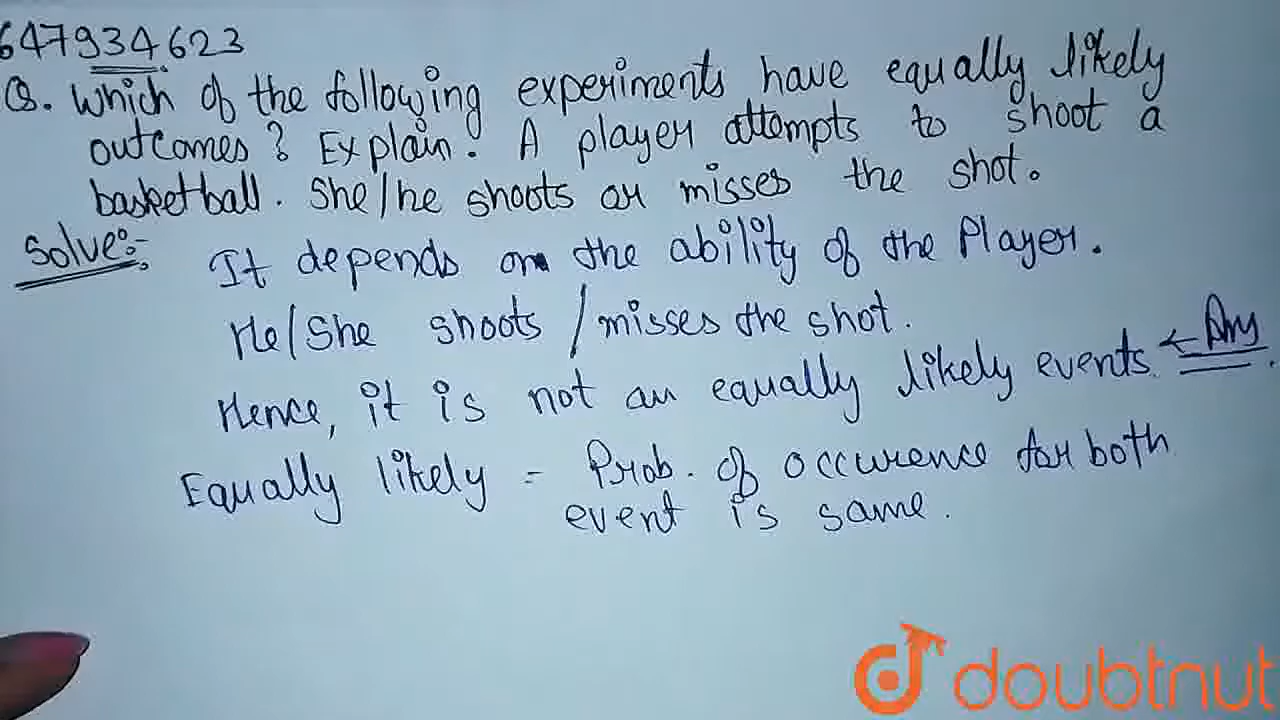 647934623
Q. Which of the following experiments have equally likely
outcomes? Explain. A player attempts to shoot a
basketball. She/he shoots or misses the shot.
Solve:-
It depends on the ability of the Player.
He/She shoots / misses the shot.
Hence, it is not an equally likely events. ← Ans
Equally likely = Prob. of occurence for both
event is same.
doubtnut